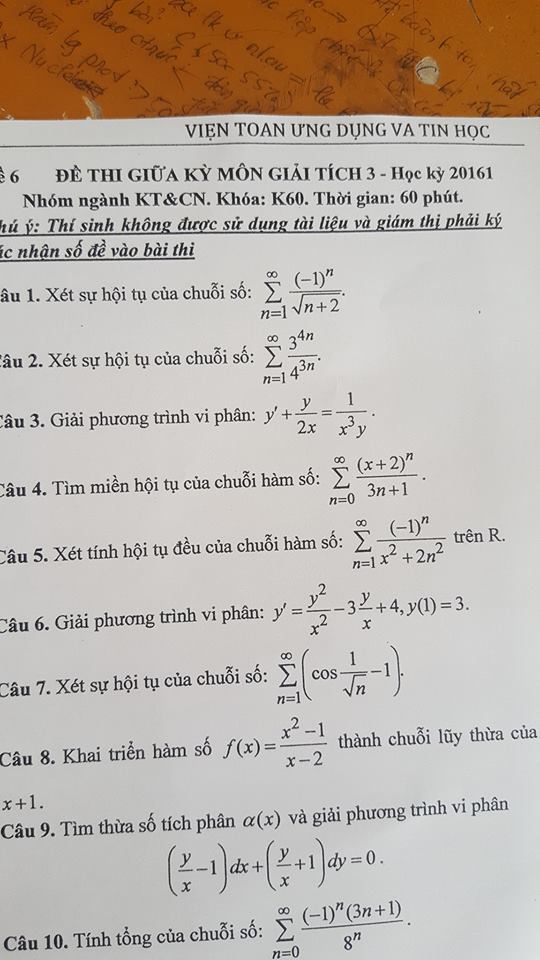 VIỆN TOÁN ỨNG DỤNG VÀ TIN HỌC
ề 6 ĐỀ THI GIỮA KỲ MÔN GIẢI TÍCH 3 - Học kỳ 20161
Nhóm ngành KT&CN. Khóa: K60. Thời gian: 60 phút.
hú ý: Thí sinh không được sử dụng tài liệu và giám thị phải ký
ác nhận số đề vào bài thi
âu 1. Xét sự hội tụ của chuỗi số: \sum_{n=1}^{\infty} \frac{(-1)^n}{\sqrt{n+2}}.
Câu 2. Xét sự hội tụ của chuỗi số: \sum_{n=1}^{\infty} \frac{3^{4n}}{4^{3n}}.
Câu 3. Giải phương trình vi phân: y' + \frac{y}{2x} = \frac{1}{x^3 y}.
Câu 4. Tìm miền hội tụ của chuỗi hàm số: \sum_{n=0}^{\infty} \frac{(x+2)^n}{3n+1}.
Câu 5. Xét tính hội tụ đều của chuỗi hàm số: \sum_{n=1}^{\infty} \frac{(-1)^n}{x^2+2n^2} trên R.
Câu 6. Giải phương trình vi phân: y' = \frac{y^2}{x^2} - 3\frac{y}{x} + 4, y(1) = 3.
Câu 7. Xét sự hội tụ của chuỗi số: \sum_{n=1}^{\infty} \left(\cos\frac{1}{\sqrt{n}} - 1\right).
Câu 8. Khai triển hàm số f(x) = \frac{x^2-1}{x-2} thành chuỗi lũy thừa của
x+1.
Câu 9. Tìm thừa số tích phân α(x) và giải phương trình vi phân
\left(\frac{y}{x} - 1\right)dx + \left(\frac{y}{x} + 1\right)dy = 0.
Câu 10. Tính tổng của chuỗi số: \sum_{n=0}^{\infty} \frac{(-1)^n(3n+1)}{8^n}.